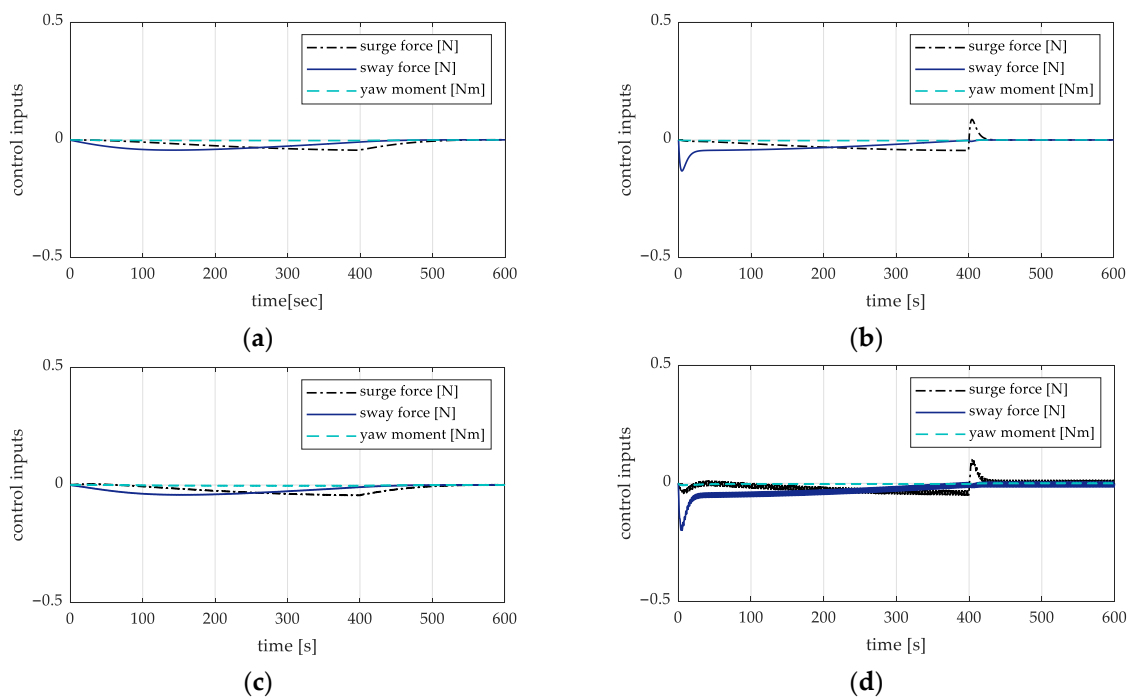 0.5
surge force [N]
sway force [N]
yaw moment [Nm]
control inputs
0
−0.5
0 100 200 300 400 500 600
time[sec]
(a)
0.5
surge force [N]
sway force [N]
yaw moment [Nm]
control inputs
0
−0.5
0 100 200 300 400 500 600
time [s]
(b)
0.5
surge force [N]
sway force [N]
yaw moment [Nm]
control inputs
0
−0.5
0 100 200 300 400 500 600
time [s]
(c)
0.5
surge force [N]
sway force [N]
yaw moment [Nm]
control inputs
0
−0.5
0 100 200 300 400 500 600
time [s]
(d)